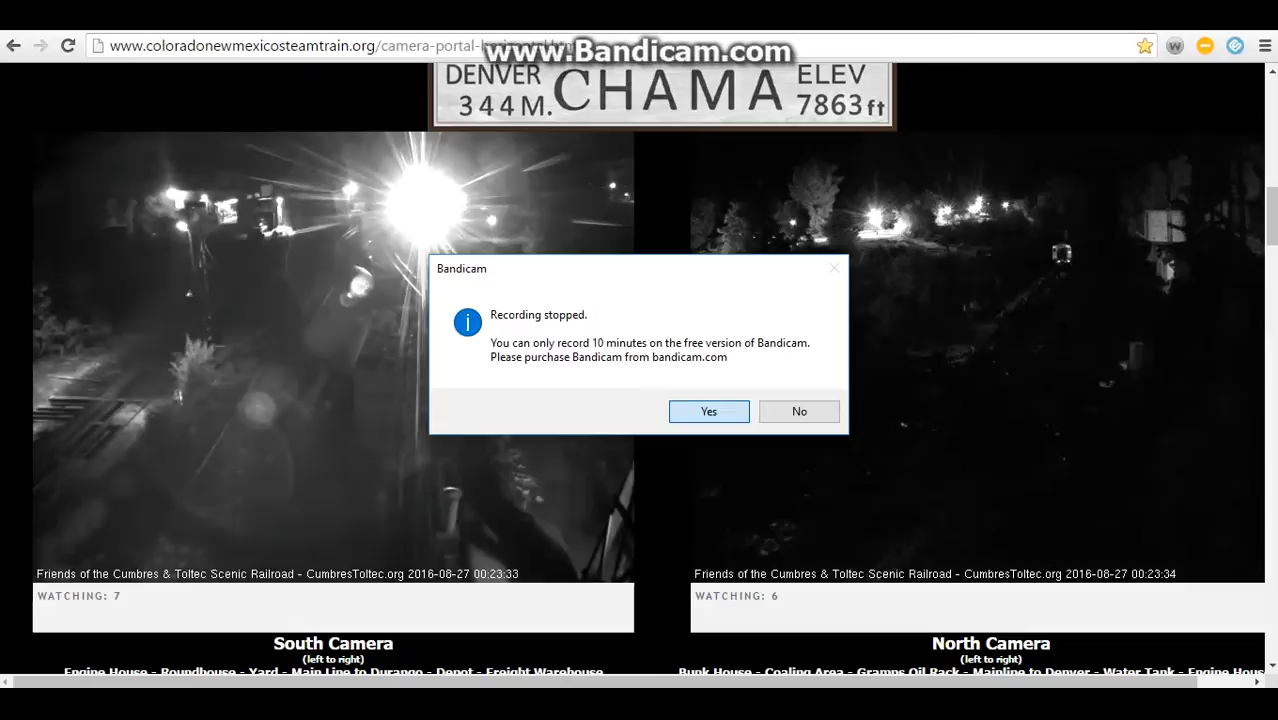 www.coloradonewmexicosteamtrain.org/camera-portal-horizontal.htm
www.Bandicam.com
DENVER
344M.
CHAMA
ELEV
7863ft
Bandicam
Recording stopped.
You can only record 10 minutes on the free version of Bandicam.
Please purchase Bandicam from bandicam.com
Yes
No
Friends of the Cumbres & Toltec Scenic Railroad - CumbresToltec.org 2016-08-27 00:23:33
Friends of the Cumbres & Toltec Scenic Railroad - CumbresToltec.org 2016-08-27 00:23:34
WATCHING: 7
WATCHING: 6
South Camera
(left to right)
Engine House - Roundhouse - Yard - Main Line to Durango - Depot - Freight Warehouse
North Camera
(left to right)
Bunk House - Coaling Area - Gramps Oil Rack - Mainline to Denver - Water Tank - Engine Hous